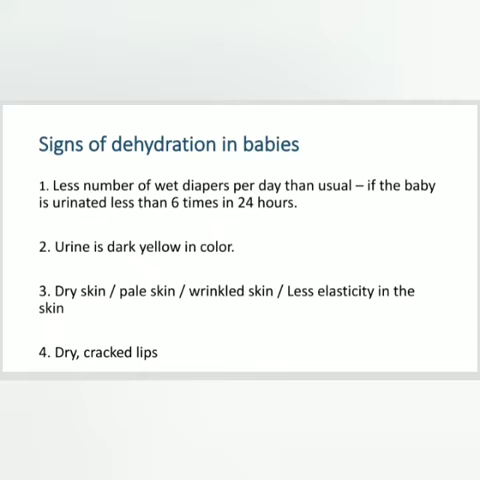 Signs of dehydration in babies
1. Less number of wet diapers per day than usual – if the baby
is urinated less than 6 times in 24 hours.
2. Urine is dark yellow in color.
3. Dry skin / pale skin / wrinkled skin / Less elasticity in the
skin
4. Dry, cracked lips